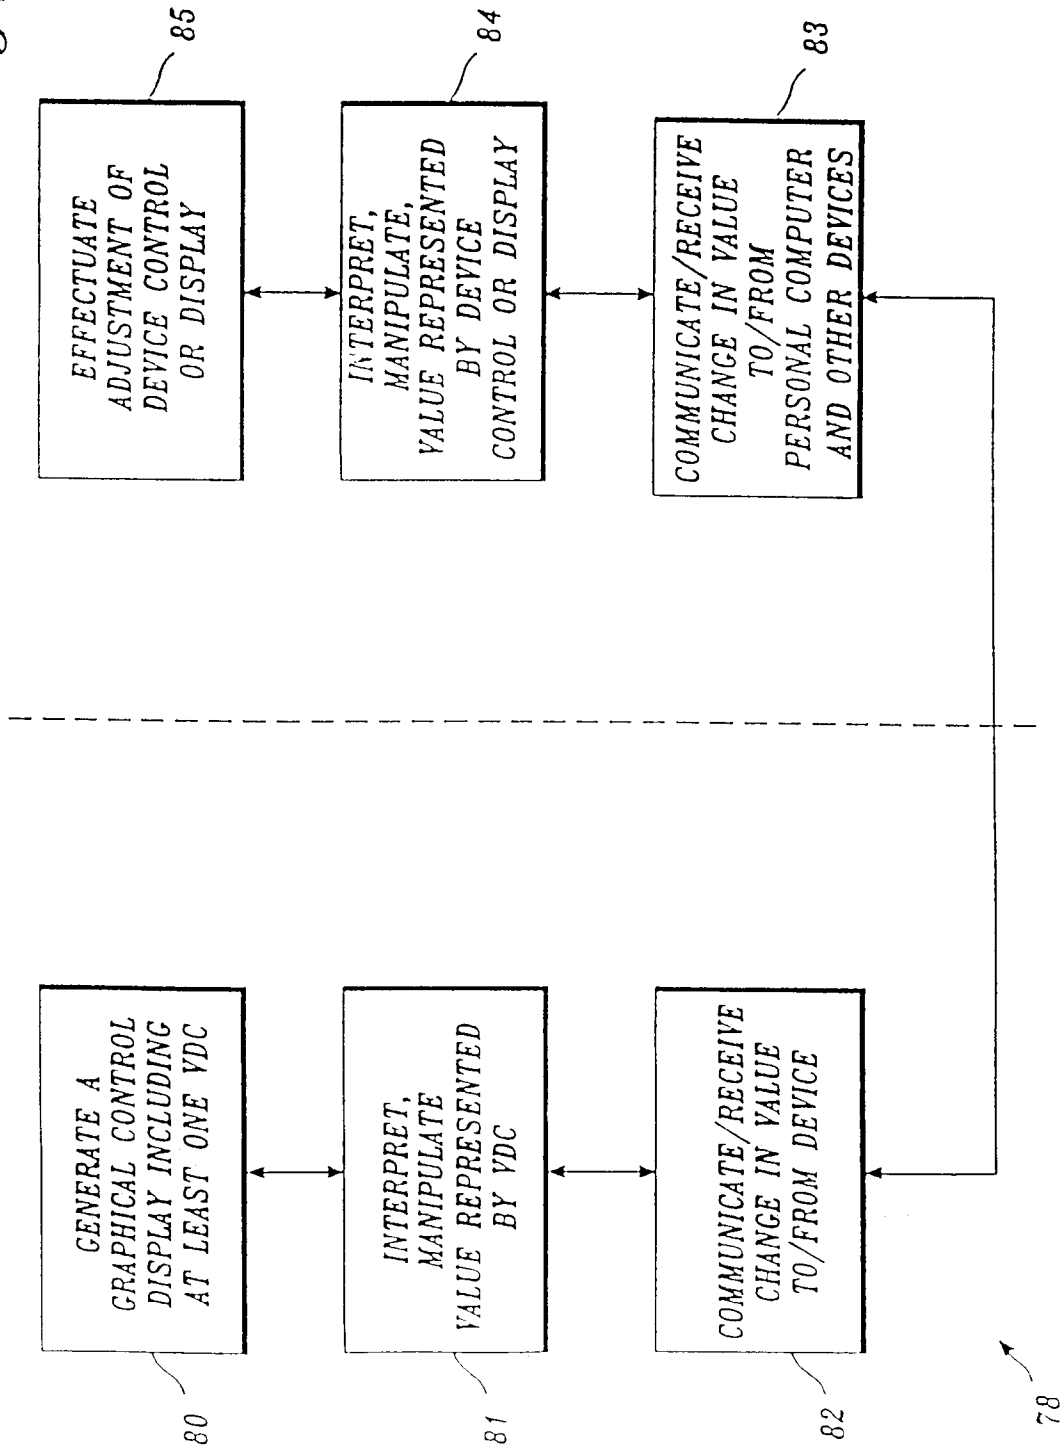 80
GENERATE A
GRAPHICAL CONTROL
DISPLAY INCLUDING
AT LEAST ONE VDC
81
INTERPRET,
MANIPULATE
VALUE REPRESENTED
BY VDC
82
COMMUNICATE/RECEIVE
CHANGE IN VALUE
TO/FROM DEVICE
85
EFFECTUATE
ADJUSTMENT OF
DEVICE CONTROL
OR DISPLAY
84
INTERPRET,
MANIPULATE,
VALUE REPRESENTED
BY DEVICE
CONTROL OR DISPLAY
83
COMMUNICATE/RECEIVE
CHANGE IN VALUE
TO/FROM
PERSONAL COMPUTER
AND OTHER DEVICES
78